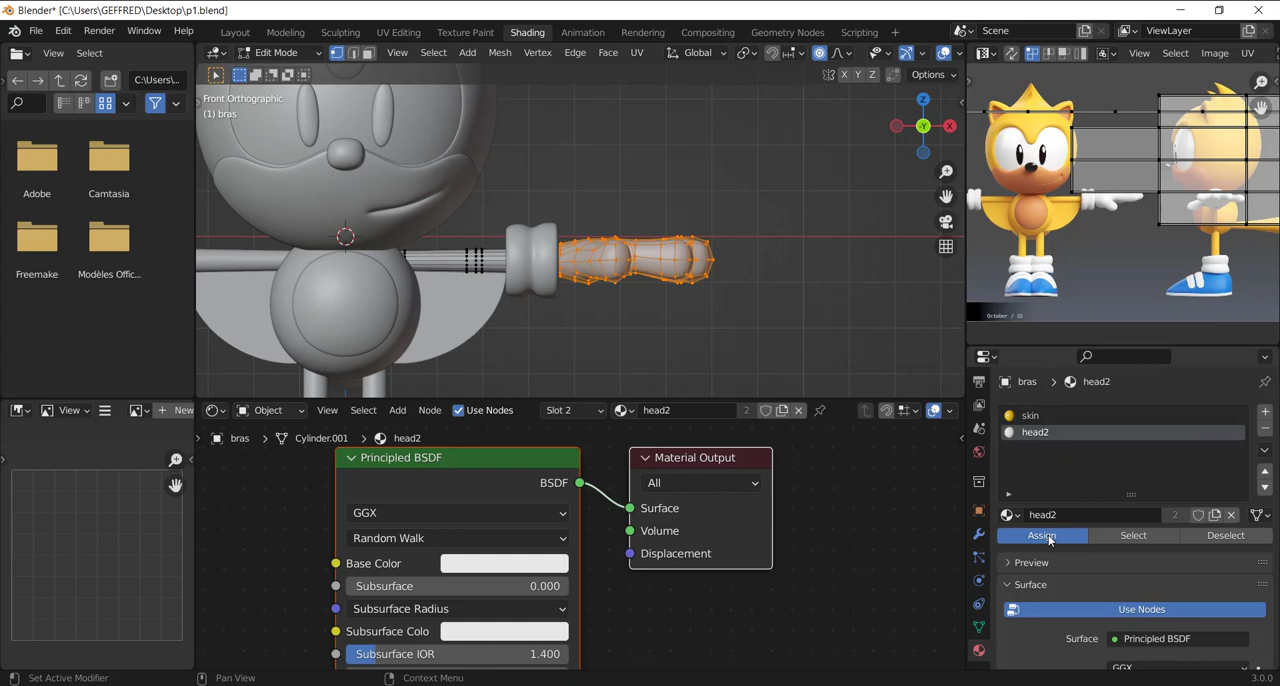 Blender* [C:\Users\GEFFRED\Desktop\p1.blend]
File Edit Render Window Help Layout Modeling Sculpting UV Editing Texture Paint Shading Animation Rendering Compositing Geometry Nodes Scripting + Scene ViewLayer
View Select Edit Mode View Select Add Mesh Vertex Edge Face UV Global View Select Image UV
C:\Users\... X Y Z Options
Front Orthographic
(1) bras
Z
X
-Y
Adobe Camtasia
Freemake Modèles Offic...
October / 15
bras head2
skin
head2
View + New Object View Select Add Node Use Nodes Slot 2 head2 2
bras Cylinder.001 head2
Principled BSDF Material Output
BSDF All
GGX Surface
Random Walk Volume
Base Color Displacement
Subsurface 0.000
Subsurface Radius
Subsurface Colo
Subsurface IOR 1.400
head2 2
Assign Select Deselect
Preview
Surface
Use Nodes
Surface Principled BSDF
GGX
Set Active Modifier Pan View Context Menu 3.0.0